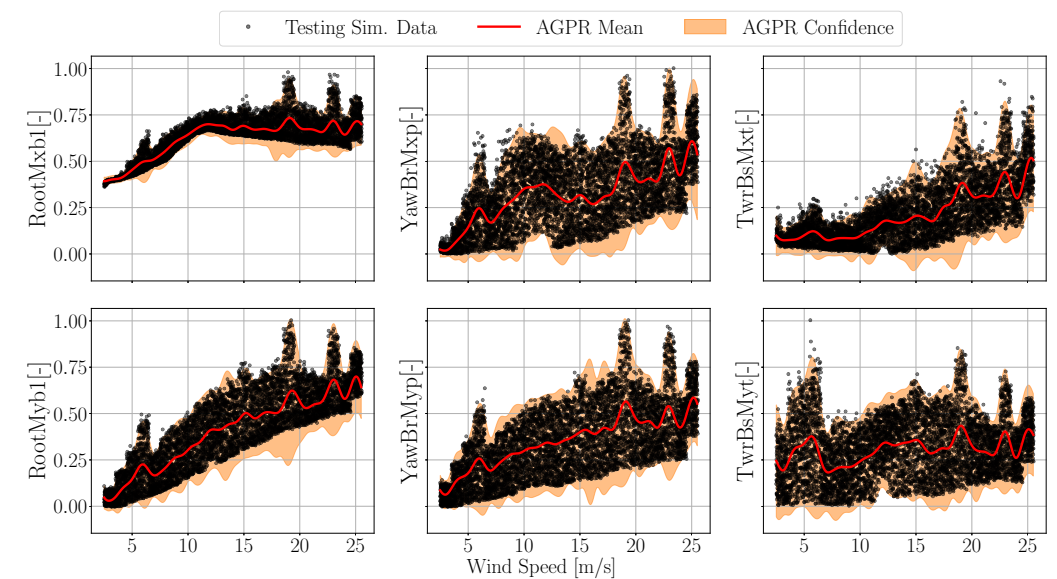 Testing Sim. Data AGPR Mean AGPR Confidence
RootMxb1[-]
1.00
0.75
0.50
0.25
0.00
YawBrMxp[-]
TwrBsMxt[-]
RootMyb1[-]
1.00
0.75
0.50
0.25
0.00
YawBrMyp[-]
TwrBsMyt[-]
5 10 15 20 25
5 10 15 20 25
5 10 15 20 25
Wind Speed [m/s]